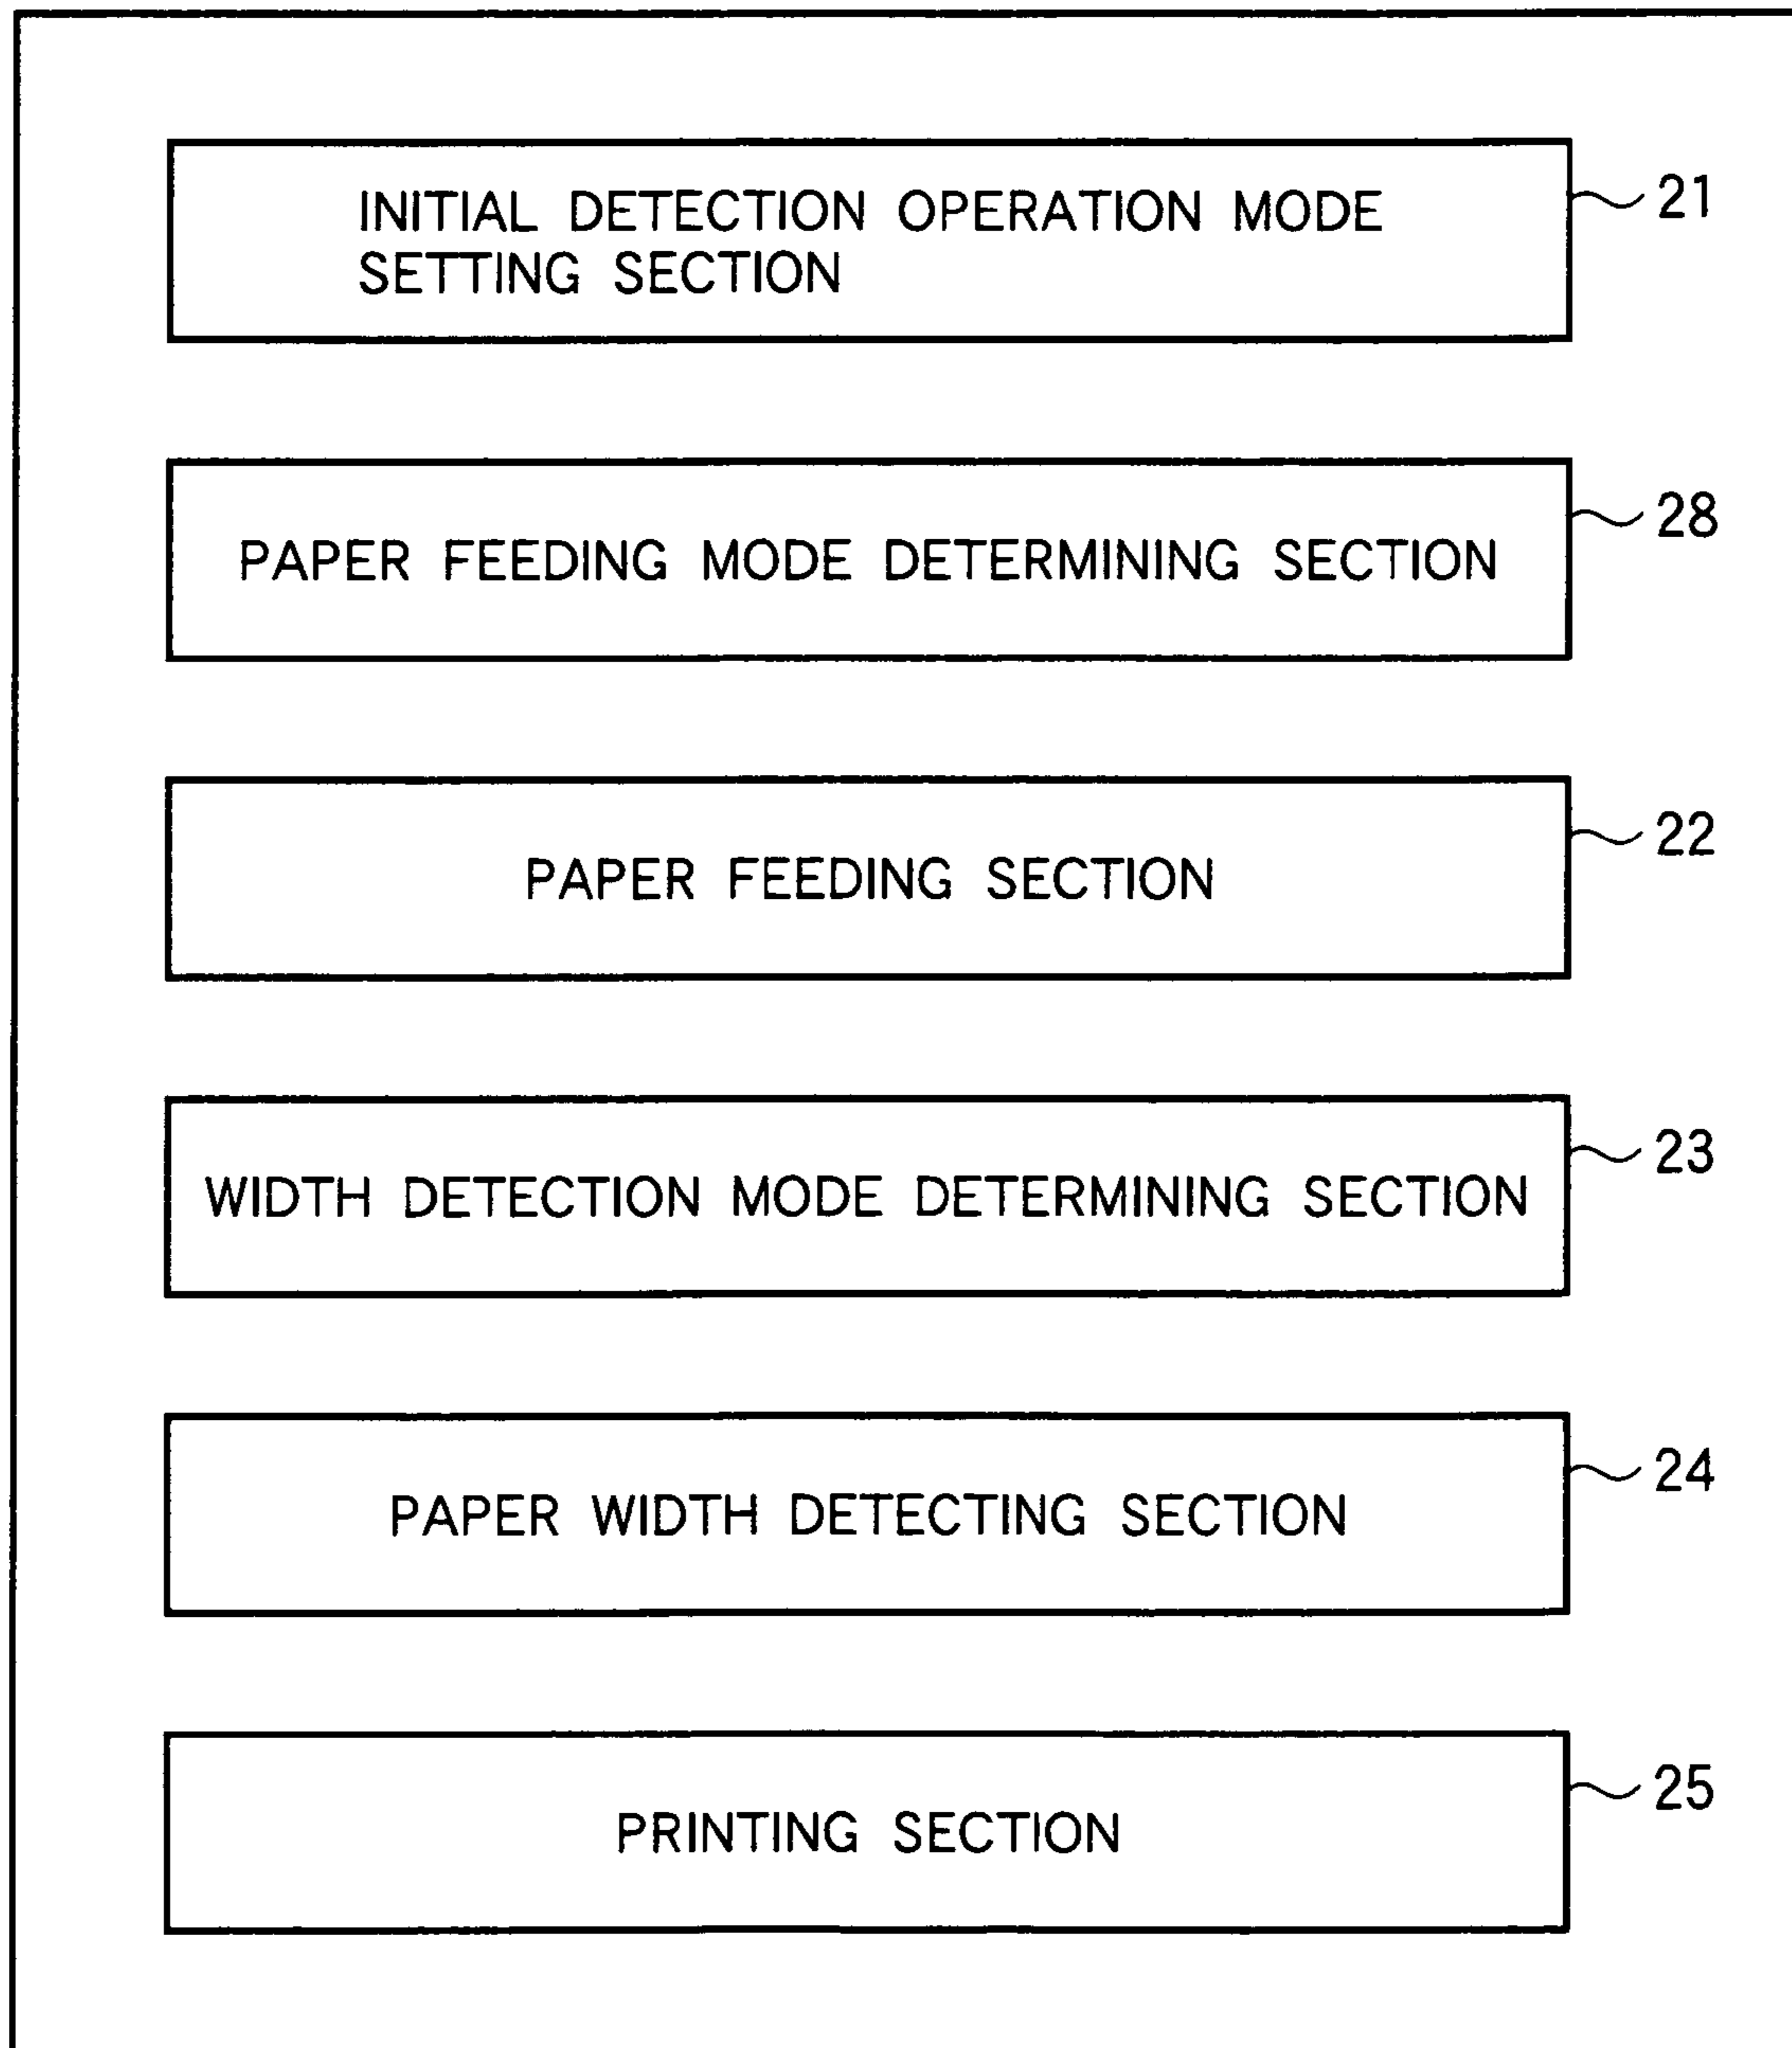 INITIAL DETECTION OPERATION MODE 21
SETTING SECTION
PAPER FEEDING MODE DETERMINING SECTION 28
PAPER FEEDING SECTION 22
WIDTH DETECTION MODE DETERMINING SECTION 23
PAPER WIDTH DETECTING SECTION 24
PRINTING SECTION 25